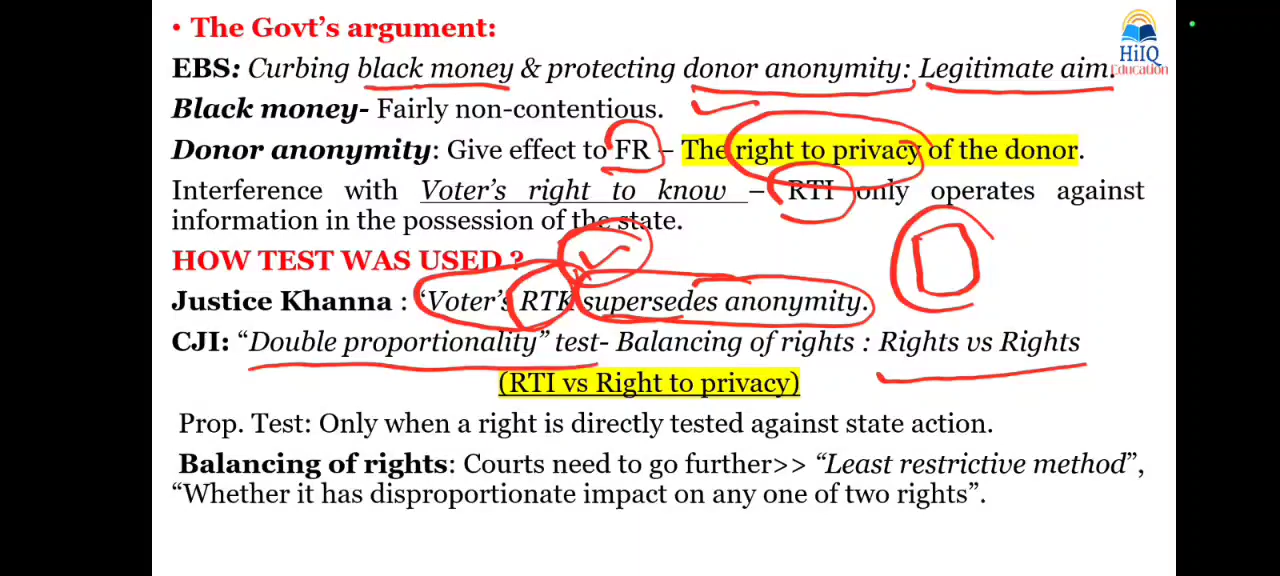 • The Govt's argument:
EBS: Curbing black money & protecting donor anonymity: Legitimate aim.
HiIQ
Education
Black money- Fairly non-contentious.
Donor anonymity: Give effect to FR – The right to privacy of the donor.
Interference with Voter's right to know – RTI only operates against
information in the possession of the state.
HOW TEST WAS USED ?
Justice Khanna : 'Voter's RTK supersedes anonymity.
CJI: "Double proportionality" test- Balancing of rights : Rights vs Rights
(RTI vs Right to privacy)
Prop. Test: Only when a right is directly tested against state action.
Balancing of rights: Courts need to go further>> "Least restrictive method",
"Whether it has disproportionate impact on any one of two rights".